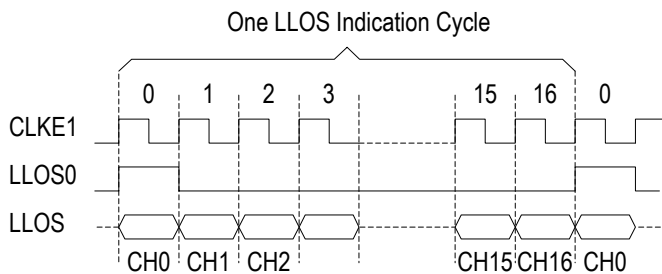 One LLOS Indication Cycle
0 1 2 3 15 16 0
CLKE1
LLOS0
LLOS
CH0 CH1 CH2 CH15 CH16 CH0